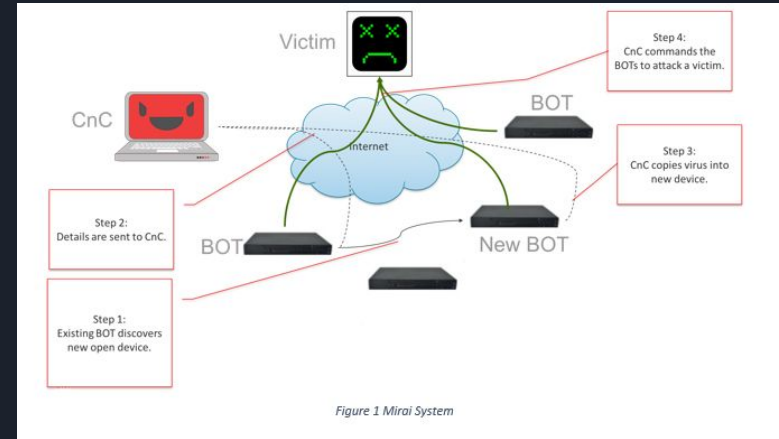 Victim
Step 4:
CnC commands the
BOTs to attack a victim.
CnC
BOT
Internet
Step 3:
CnC copies virus into
new device.
Step 2:
Details are sent to CnC.
BOT
New BOT
Step 1:
Existing BOT discovers
new open device.
Figure 1 Mirai System